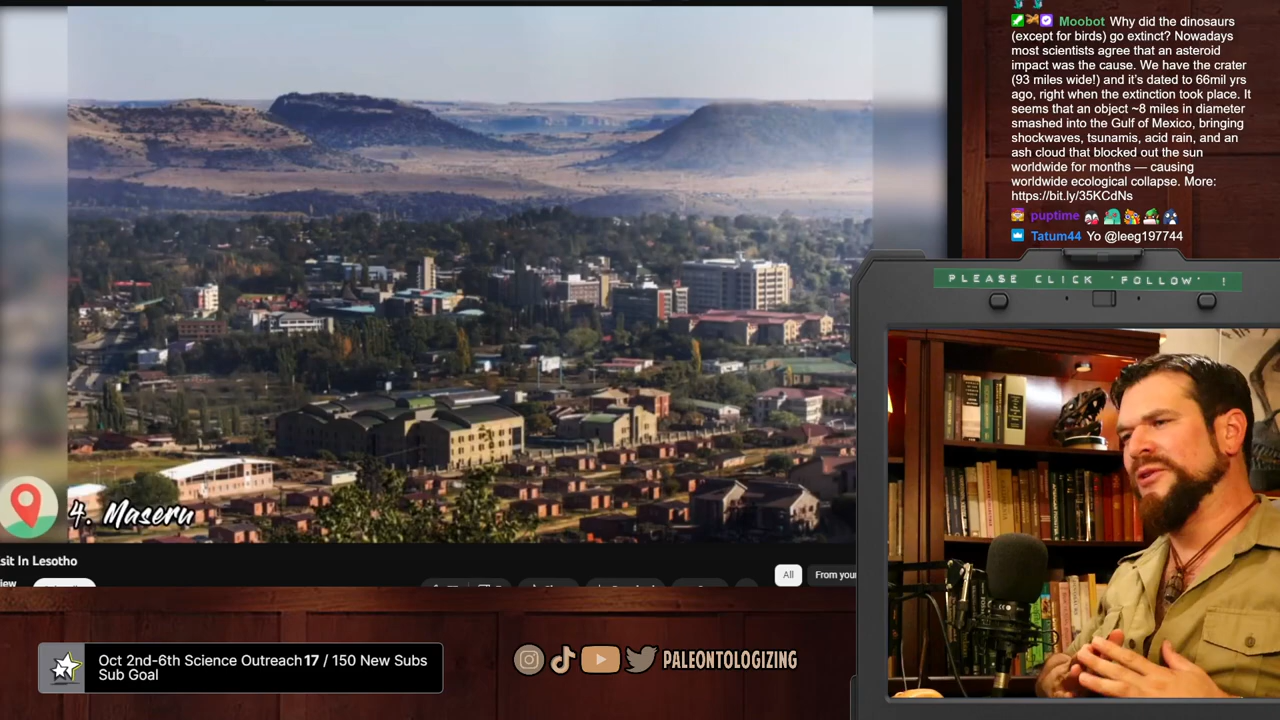 Moobot Why did the dinosaurs
(except for birds) go extinct? Nowadays
most scientists agree that an asteroid
impact was the cause. We have the crater
(93 miles wide!) and it's dated to 66mil yrs
ago, right when the extinction took place. It
seems that an object ~8 miles in diameter
smashed into the Gulf of Mexico, bringing
shockwaves, tsunamis, acid rain, and an
ash cloud that blocked out the sun
worldwide for months — causing
worldwide ecological collapse. More:
https://bit.ly/35KCdNs
puptime
Tatum44 Yo @leeg197744
PLEASE CLICK 'FOLLOW' !
4. Maseru
sit In Lesotho
All
From your
Oct 2nd-6th Science Outreach 17 / 150 New Subs
Sub Goal
PALEONTOLOGIZING